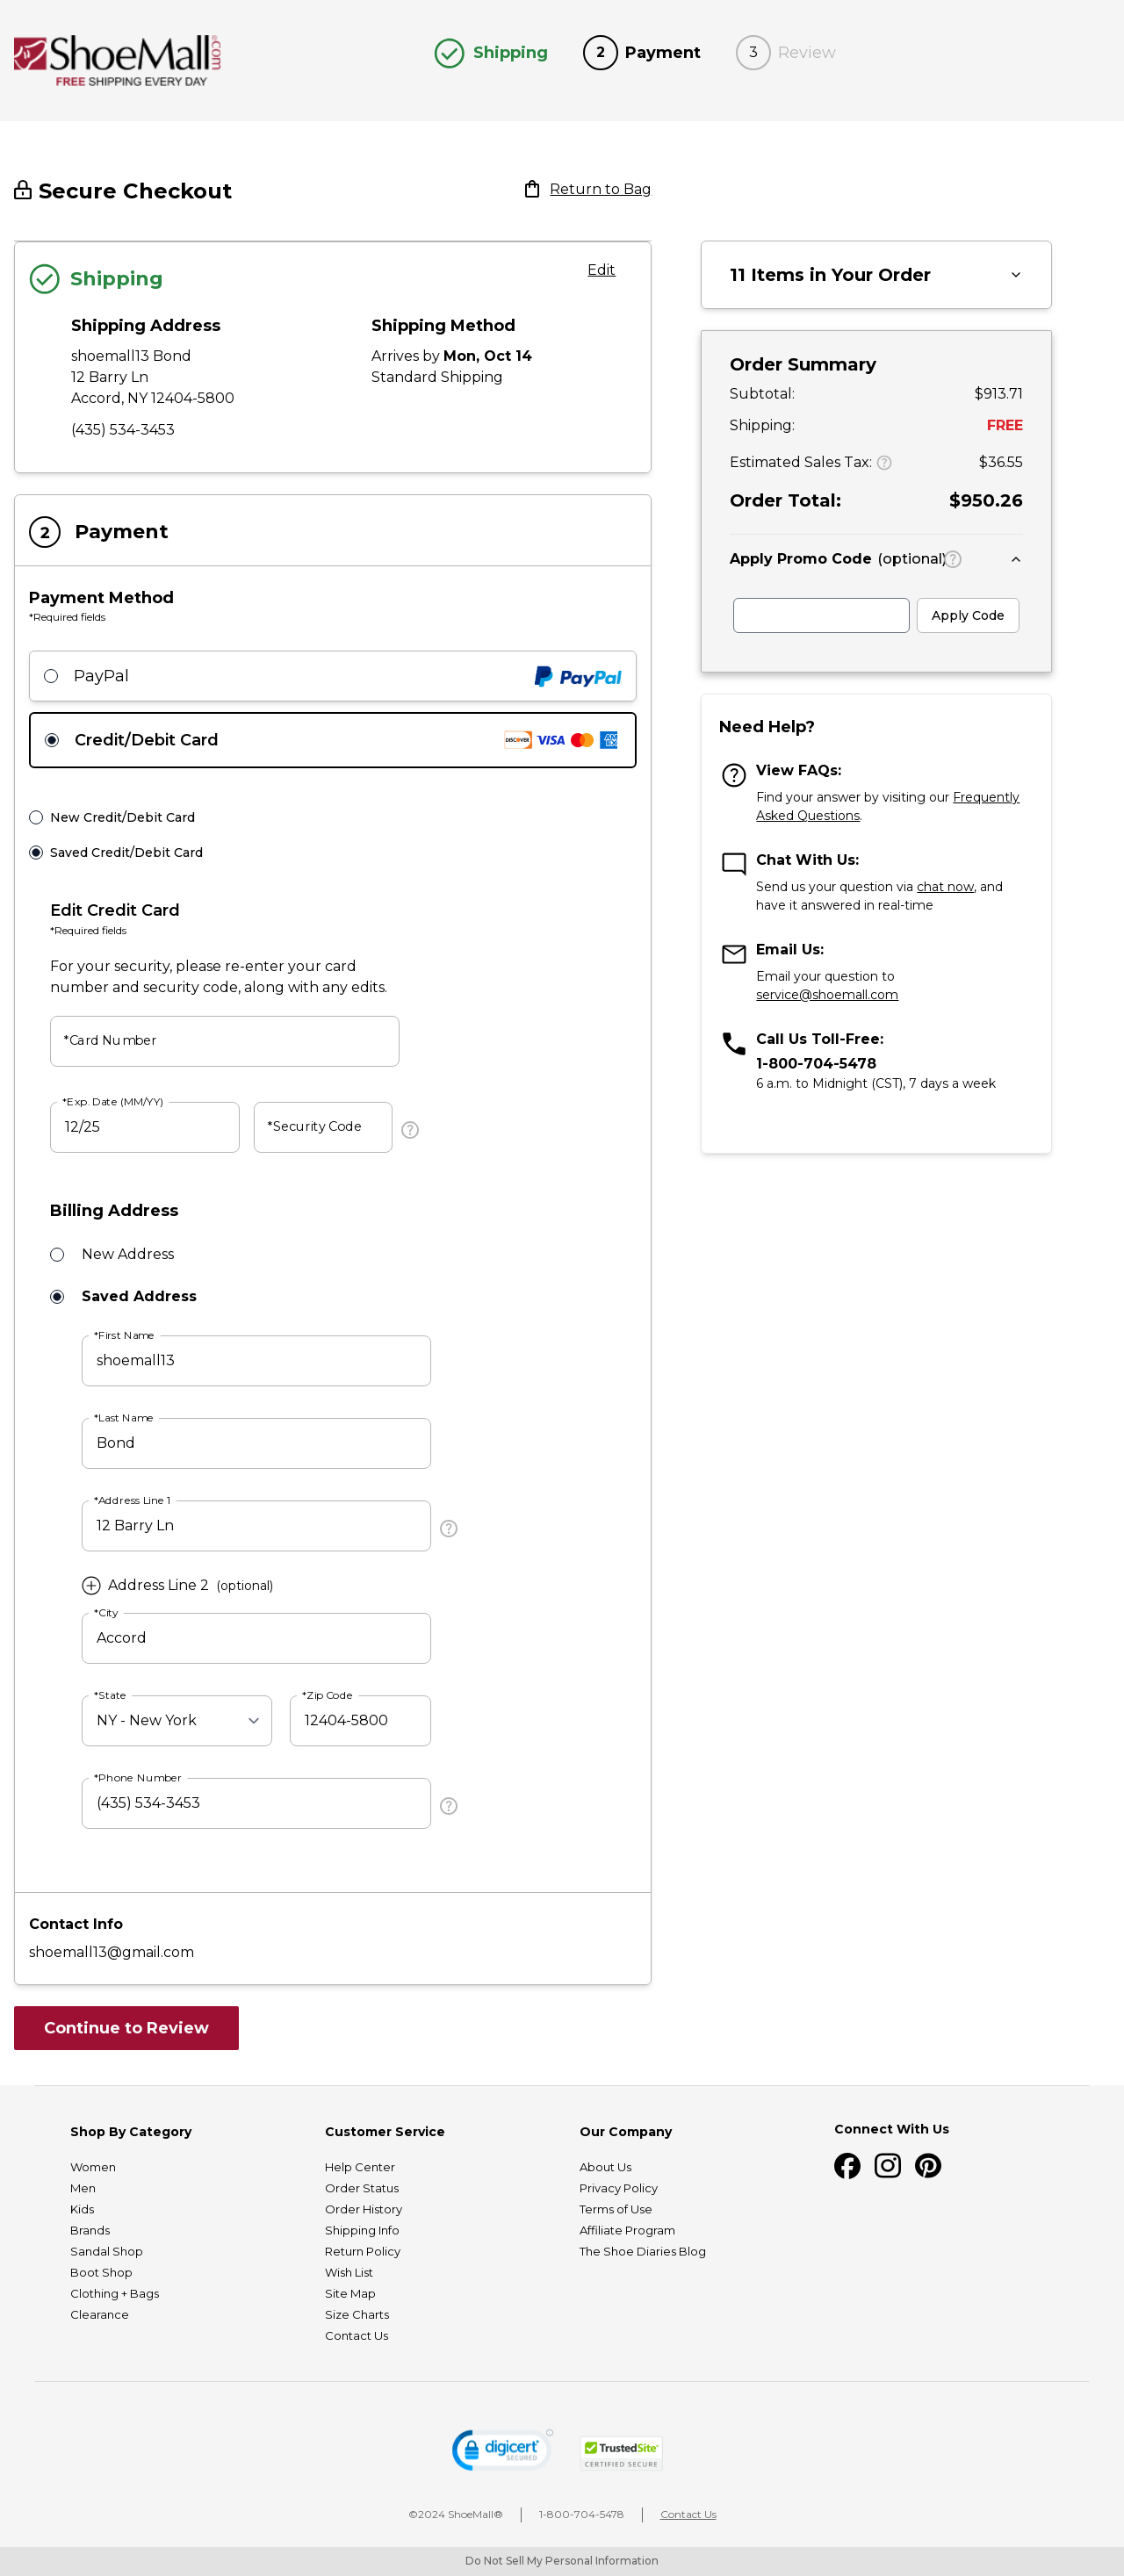 ShoeMall.com
FREE SHIPPING EVERY DAY
Shipping
2 Payment
3 Review
Secure Checkout
Return to Bag
Shipping
Edit
Shipping Address
shoemall13 Bond
12 Barry Ln
Accord, NY 12404-5800
(435) 534-3453
Shipping Method
Arrives by Mon, Oct 14
Standard Shipping
2 Payment
Payment Method
*Required fields
PayPal
PayPal
Credit/Debit Card
DISCOVER VISA AM EX
New Credit/Debit Card
Saved Credit/Debit Card
Edit Credit Card
*Required fields
For your security, please re-enter your card
number and security code, along with any edits.
*Card Number
*Exp. Date (MM/YY)
12/25
*Security Code
?
Billing Address
New Address
Saved Address
*First Name
shoemall13
*Last Name
Bond
*Address Line 1
12 Barry Ln
?
Address Line 2 (optional)
*City
Accord
*State
NY - New York
*Zip Code
12404-5800
*Phone Number
(435) 534-3453
?
Contact Info
shoemall13@gmail.com
Continue to Review
11 Items in Your Order
Order Summary
Subtotal: $913.71
Shipping: FREE
Estimated Sales Tax: ? $36.55
Order Total: $950.26
Apply Promo Code (optional) ?
Apply Code
Need Help?
?
View FAQs:
Find your answer by visiting our Frequently
Asked Questions.
Chat With Us:
Send us your question via chat now, and
have it answered in real-time
Email Us:
Email your question to
service@shoemall.com
Call Us Toll-Free:
1-800-704-5478
6 a.m. to Midnight (CST), 7 days a week
Shop By Category
Women
Men
Kids
Brands
Sandal Shop
Boot Shop
Clothing + Bags
Clearance
Customer Service
Help Center
Order Status
Order History
Shipping Info
Return Policy
Wish List
Site Map
Size Charts
Contact Us
Our Company
About Us
Privacy Policy
Terms of Use
Affiliate Program
The Shoe Diaries Blog
Connect With Us
digicert
SECURED
TrustedSite
CERTIFIED SECURE
©2024 ShoeMall®
1-800-704-5478
Contact Us
Do Not Sell My Personal Information